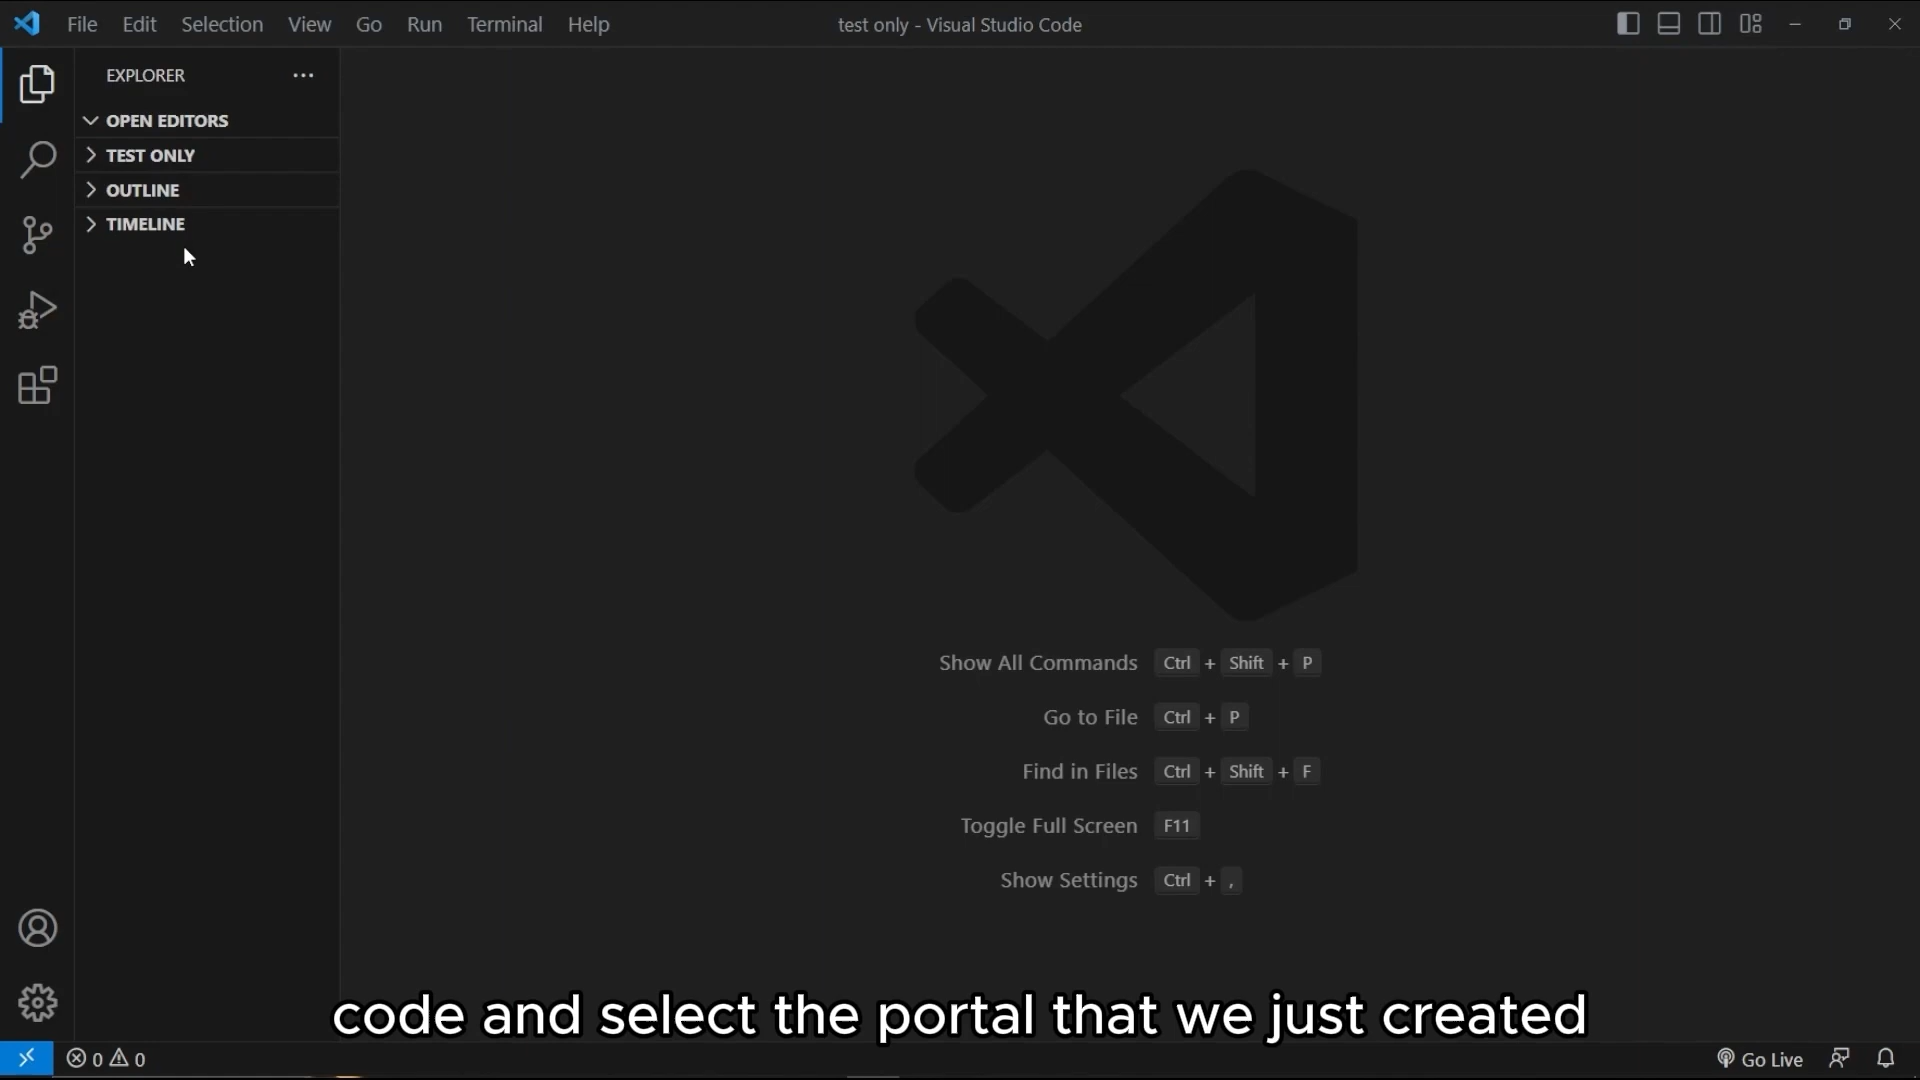 File Edit Selection View Go Run Terminal Help test only - Visual Studio Code
EXPLORER
OPEN EDITORS
TEST ONLY
OUTLINE
TIMELINE
Show All Commands Ctrl + Shift + P
Go to File Ctrl + P
Find in Files Ctrl + Shift + F
Toggle Full Screen F11
Show Settings Ctrl + ,
code and select the portal that we just created
0 0 Go Live